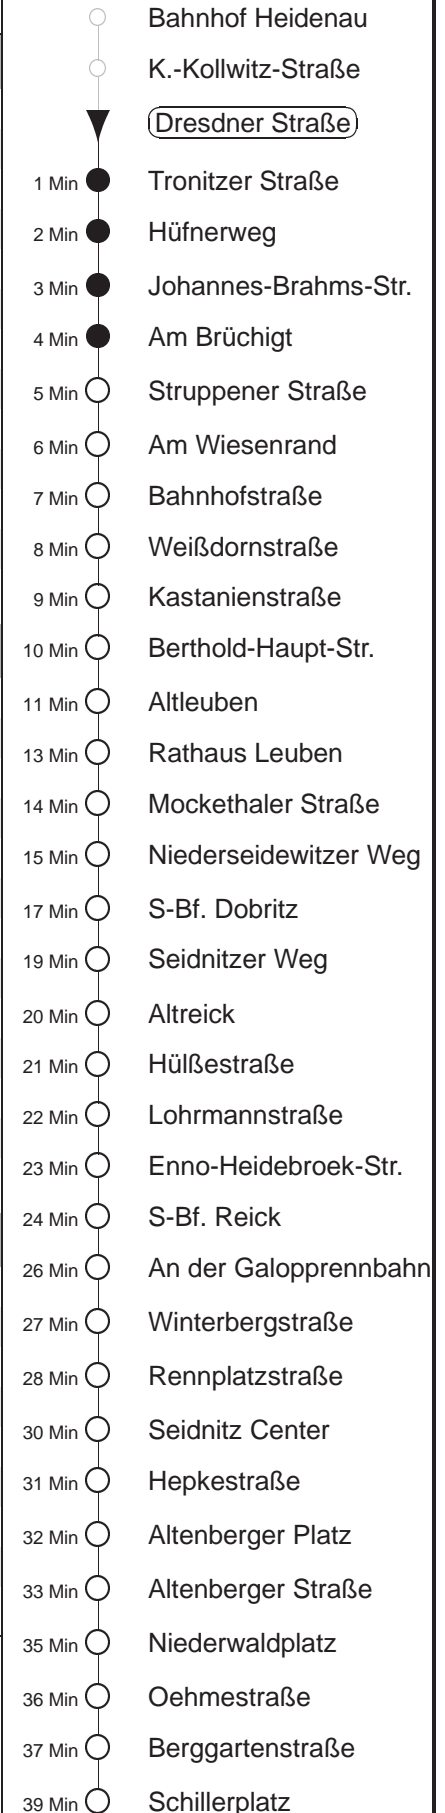 Bahnhof Heidenau
K.-Kollwitz-Straße
Dresdner Straße
1 Min Tronitzer Straße
2 Min Hüfnerweg
3 Min Johannes-Brahms-Str.
4 Min Am Brüchigt
5 Min Struppener Straße
6 Min Am Wiesenrand
7 Min Bahnhofstraße
8 Min Weißdornstraße
9 Min Kastanienstraße
10 Min Berthold-Haupt-Str.
11 Min Altleuben
13 Min Rathaus Leuben
14 Min Mockethaler Straße
15 Min Niederseidewitzer Weg
17 Min S-Bf. Dobritz
19 Min Seidnitzer Weg
20 Min Altreick
21 Min Hülßestraße
22 Min Lohrmannstraße
23 Min Enno-Heidebroek-Str.
24 Min S-Bf. Reick
26 Min An der Galopprennbahn
27 Min Winterbergstraße
28 Min Rennplatzstraße
30 Min Seidnitz Center
31 Min Hepkestraße
32 Min Altenberger Platz
33 Min Altenberger Straße
35 Min Niederwaldplatz
36 Min Oehmestraße
37 Min Berggartenstraße
39 Min Schillerplatz